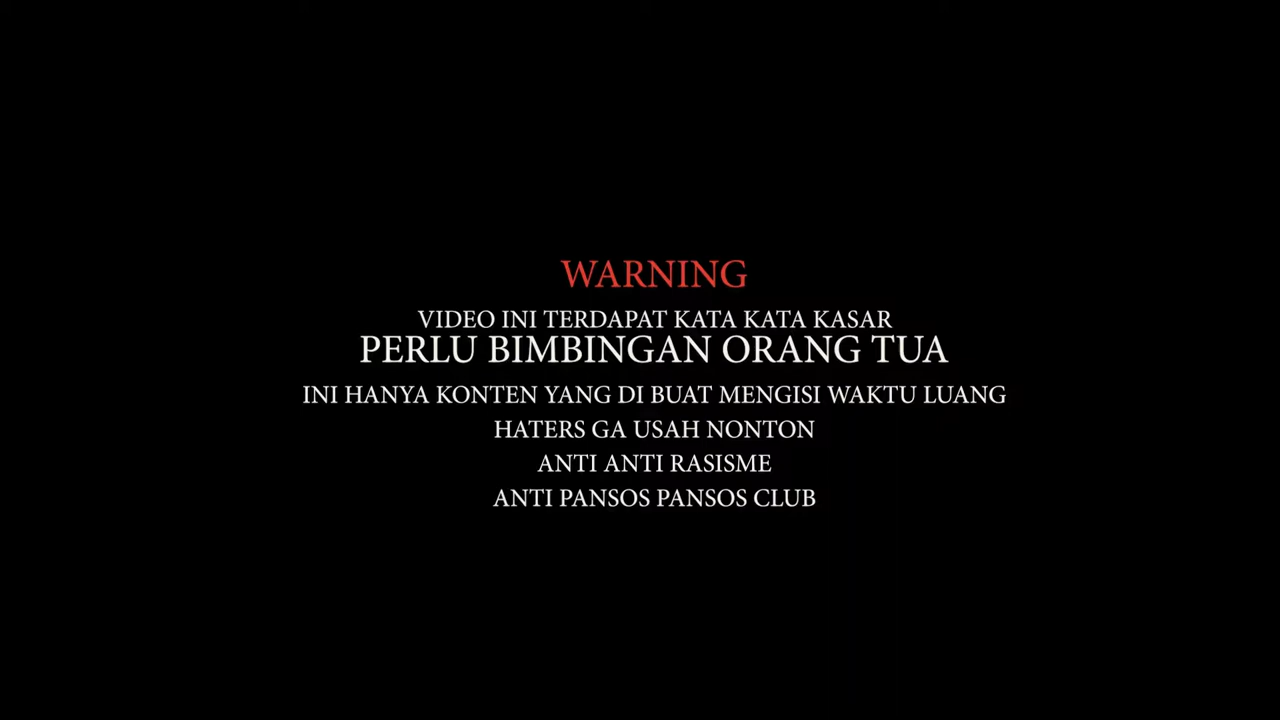 WARNING
VIDEO INI TERDAPAT KATA KATA KASAR
PERLU BIMBINGAN ORANG TUA
INI HANYA KONTEN YANG DI BUAT MENGISI WAKTU LUANG
HATERS GA USAH NONTON
ANTI ANTI RASISME
ANTI PANSOS PANSOS CLUB